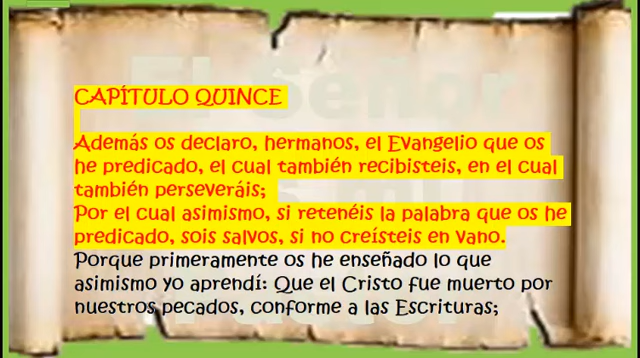 El Señor
CAPÍTULO QUINCE
Además os declaro, hermanos, el Evangelio que os
he predicado, el cual también recibisteis, en el cual
también perseveráis;
Por el cual asimismo, si retenéis la palabra que os he
predicado, sois salvos, si no creísteis en vano.
Porque primeramente os he enseñado lo que
asimismo yo aprendí: Que el Cristo fue muerto por
nuestros pecados, conforme a las Escrituras;